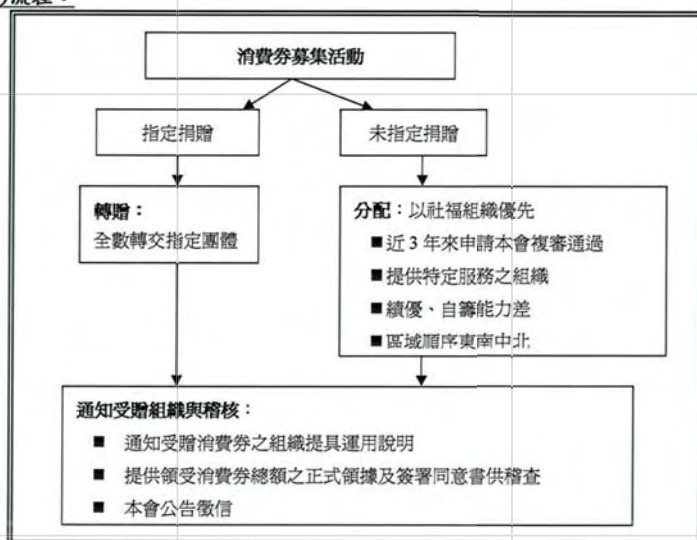 消費券募集活動
指定捐贈
未指定捐贈
轉贈：
全數轉交指定團體
分配：以社福組織優先
■近 3 年來申請本會複審通過
■提供特定服務之組織
■績優、自籌能力差
■區域順序東南中北
通知受贈組織與稽核：
■ 通知受贈消費券之組織提具運用說明
■ 提供領受消費券總額之正式領據及簽署同意書供稽查
■ 本會公告徵信